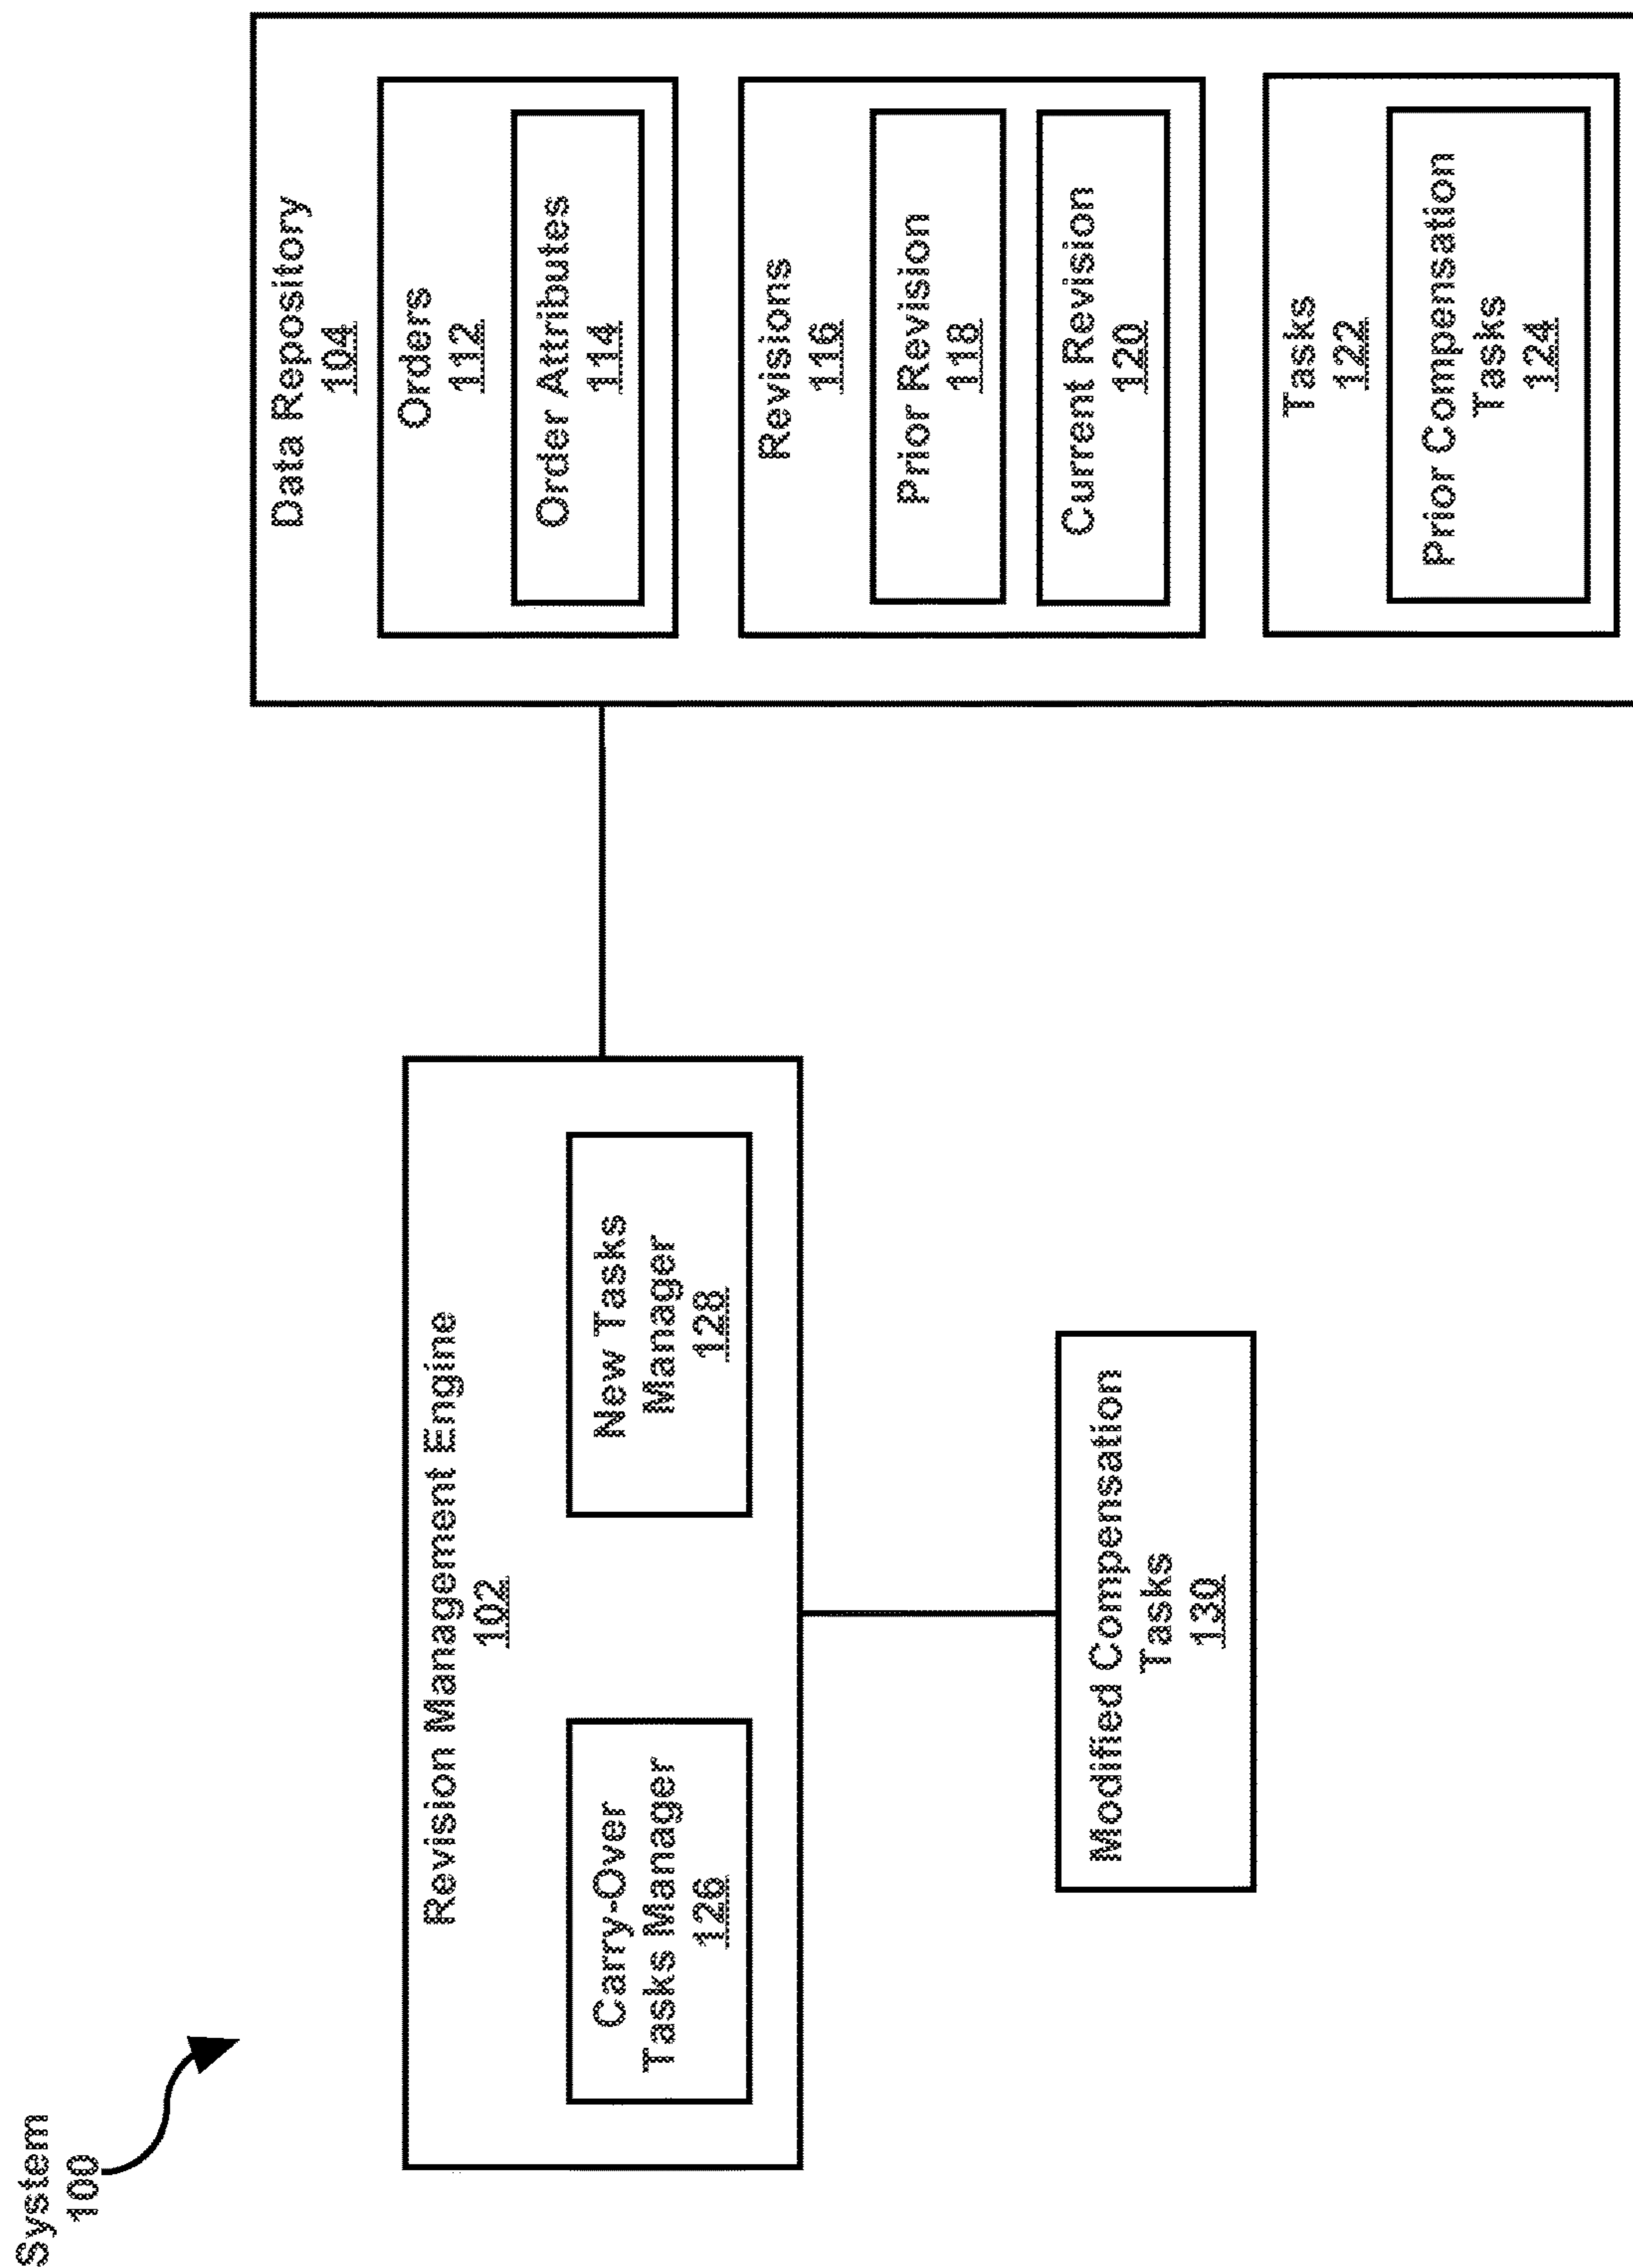 System
100
Revision Management Engine
102
Carry-Over
Tasks Manager
126
New Tasks
Manager
128
Modified Compensation
Tasks
130
Data Repository
104
Orders
112
Order Attributes
114
Revisions
116
Prior Revision
118
Current Revision
120
Tasks
122
Prior Compensation
Tasks
124